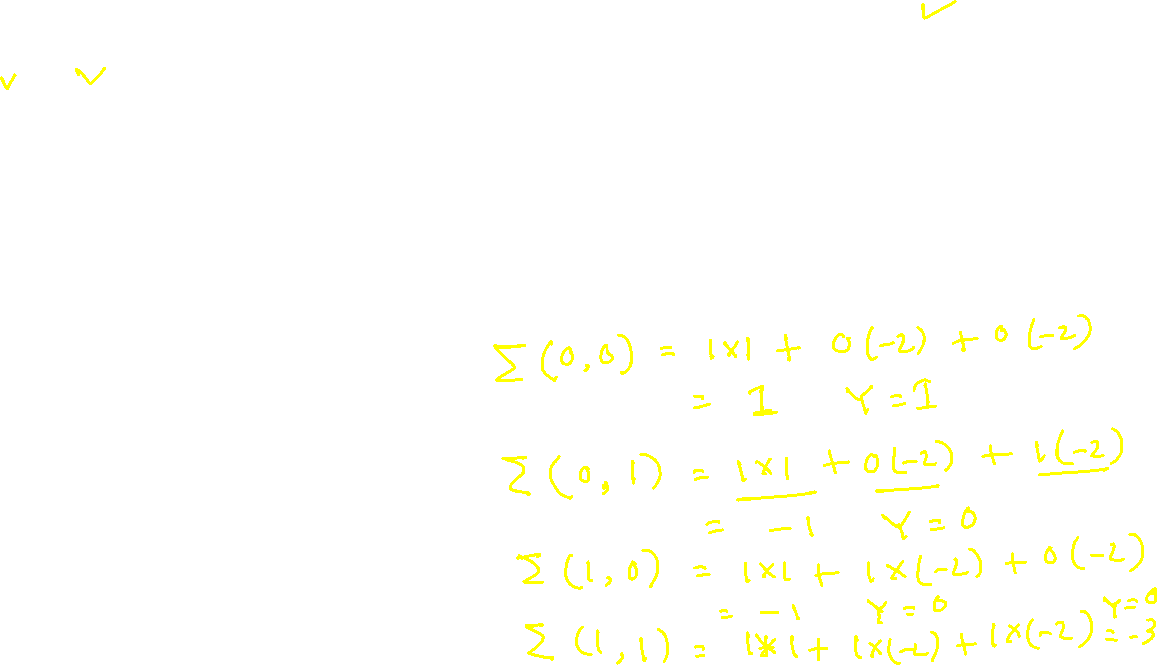 Σ (0,0) = 1×1 + 0(-2) + 0(-2)
= 1 Y=1
Σ (0,1) = 1×1 + 0(-2) + 1(-2)
= -1 Y=0
Σ (1,0) = 1×1 + 1×(-2) + 0(-2)
= -1 Y=0 Y=0
Σ (1,1) = 1*1 + 1×(-2) + 1×(-2) = -3